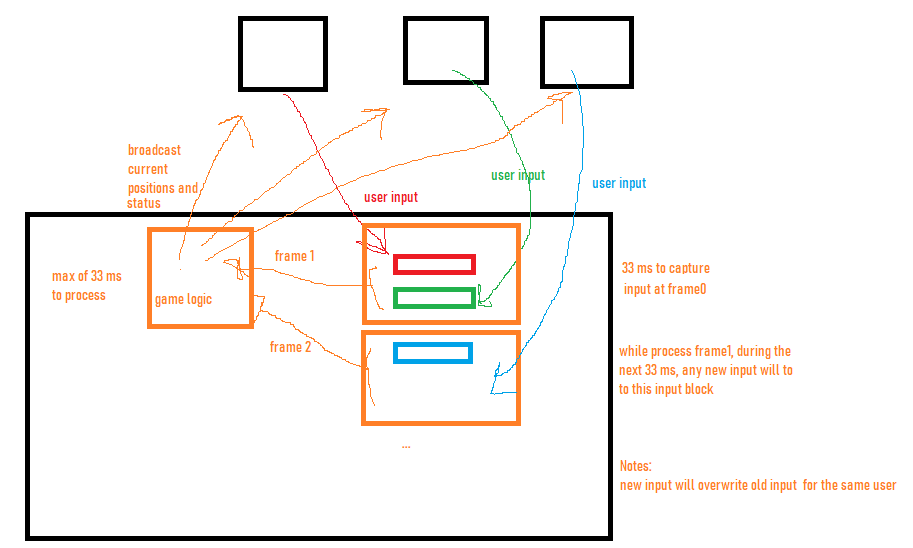 broadcast
current
positions and
status
user input
user input
user input
max of 33 ms
to process
game logic
frame 1
frame 2
33 ms to capture
input at frame0
while process frame1, during the
next 33 ms, any new input will to
to this input block
...
Notes:
new input will overwrite old input for the same user